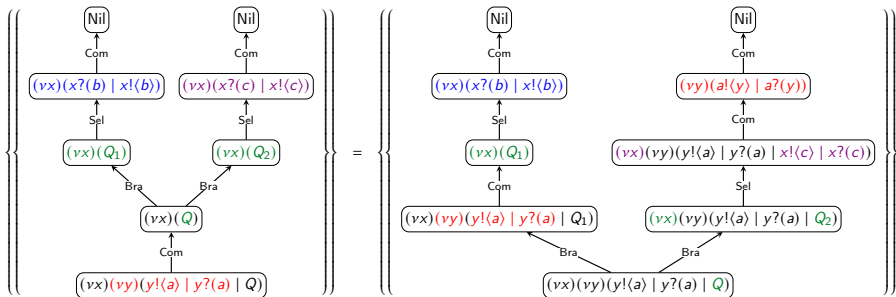 Nil Nil Nil Nil
Com Com Com Com
(νx)(x?(b) | x!⟨b⟩) (νx)(x?(c) | x!⟨c⟩) (νx)(x?(b) | x!⟨b⟩) (νy)(a!⟨y⟩ | a?(y))
Sel Sel Sel Com
(νx)(Q₁) (νx)(Q₂) = (νx)(Q₁) (νx)(νy)(y!⟨a⟩ | y?(a) | x!⟨c⟩ | x?(c))
Bra Bra Com Sel
(νx)(Q) (νx)(νy)(y!⟨a⟩ | y?(a) | Q₁) (νx)(νy)(y!⟨a⟩ | y?(a) | Q₂)
Com Bra Bra
(νx)(νy)(y!⟨a⟩ | y?(a) | Q) (νx)(νy)(y!⟨a⟩ | y?(a) | Q)